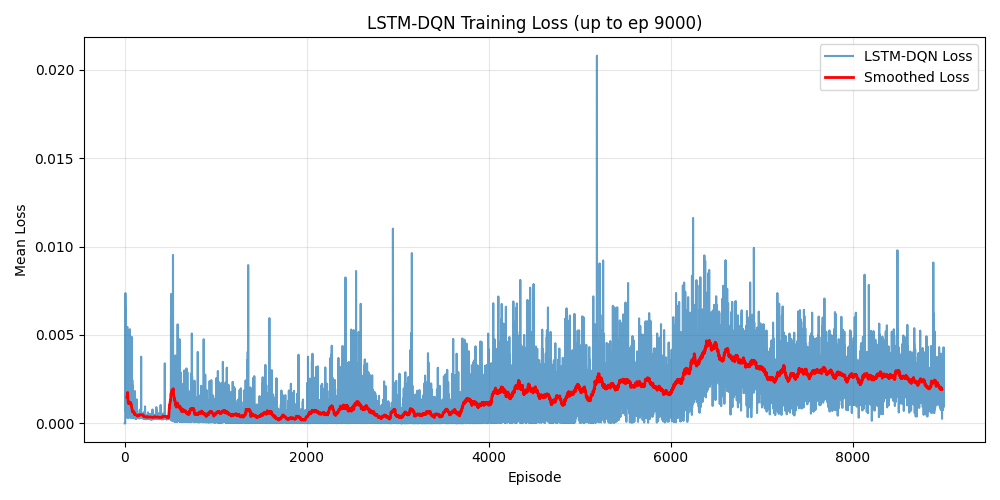 LSTM-DQN Training Loss (up to ep 9000)
LSTM-DQN Loss
Smoothed Loss
0.020
0.015
0.010
0.005
0.000
Mean Loss
0 2000 4000 6000 8000
Episode